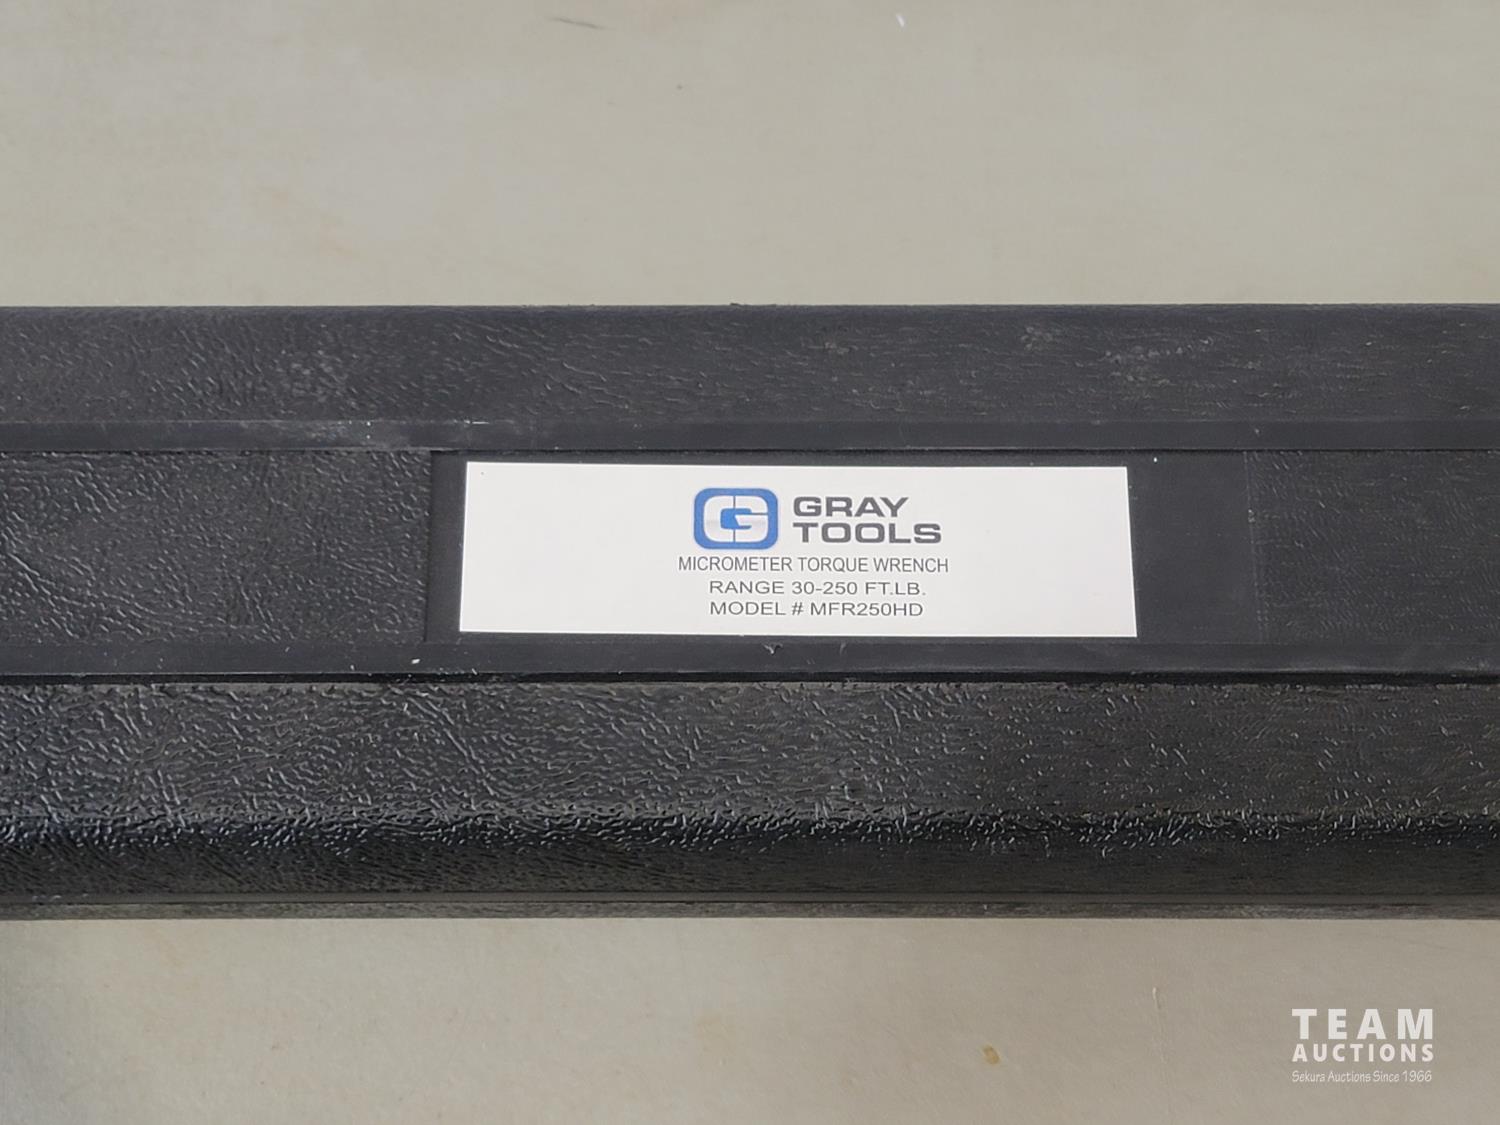 G GRAY
TOOLS
MICROMETER TORQUE WRENCH
RANGE 30-250 FT.LB.
MODEL # MFR250HD
TEAM
AUCTIONS
Sekura Auctions Since 1966